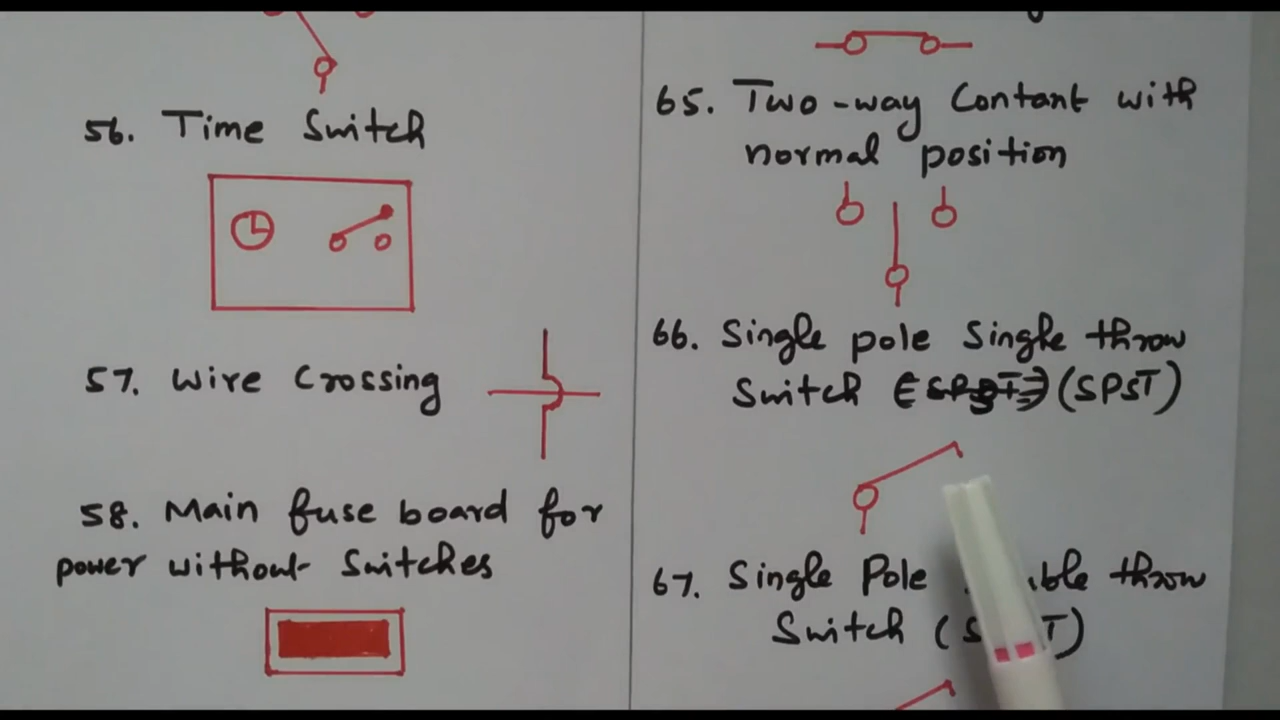 56. Time Switch
57. Wire Crossing
58. Main fuse board for
power without Switches
65. Two-way Contant with
normal position
66. Single pole Single throw
Switch (SPST)
67. Single Pole throw
Switch